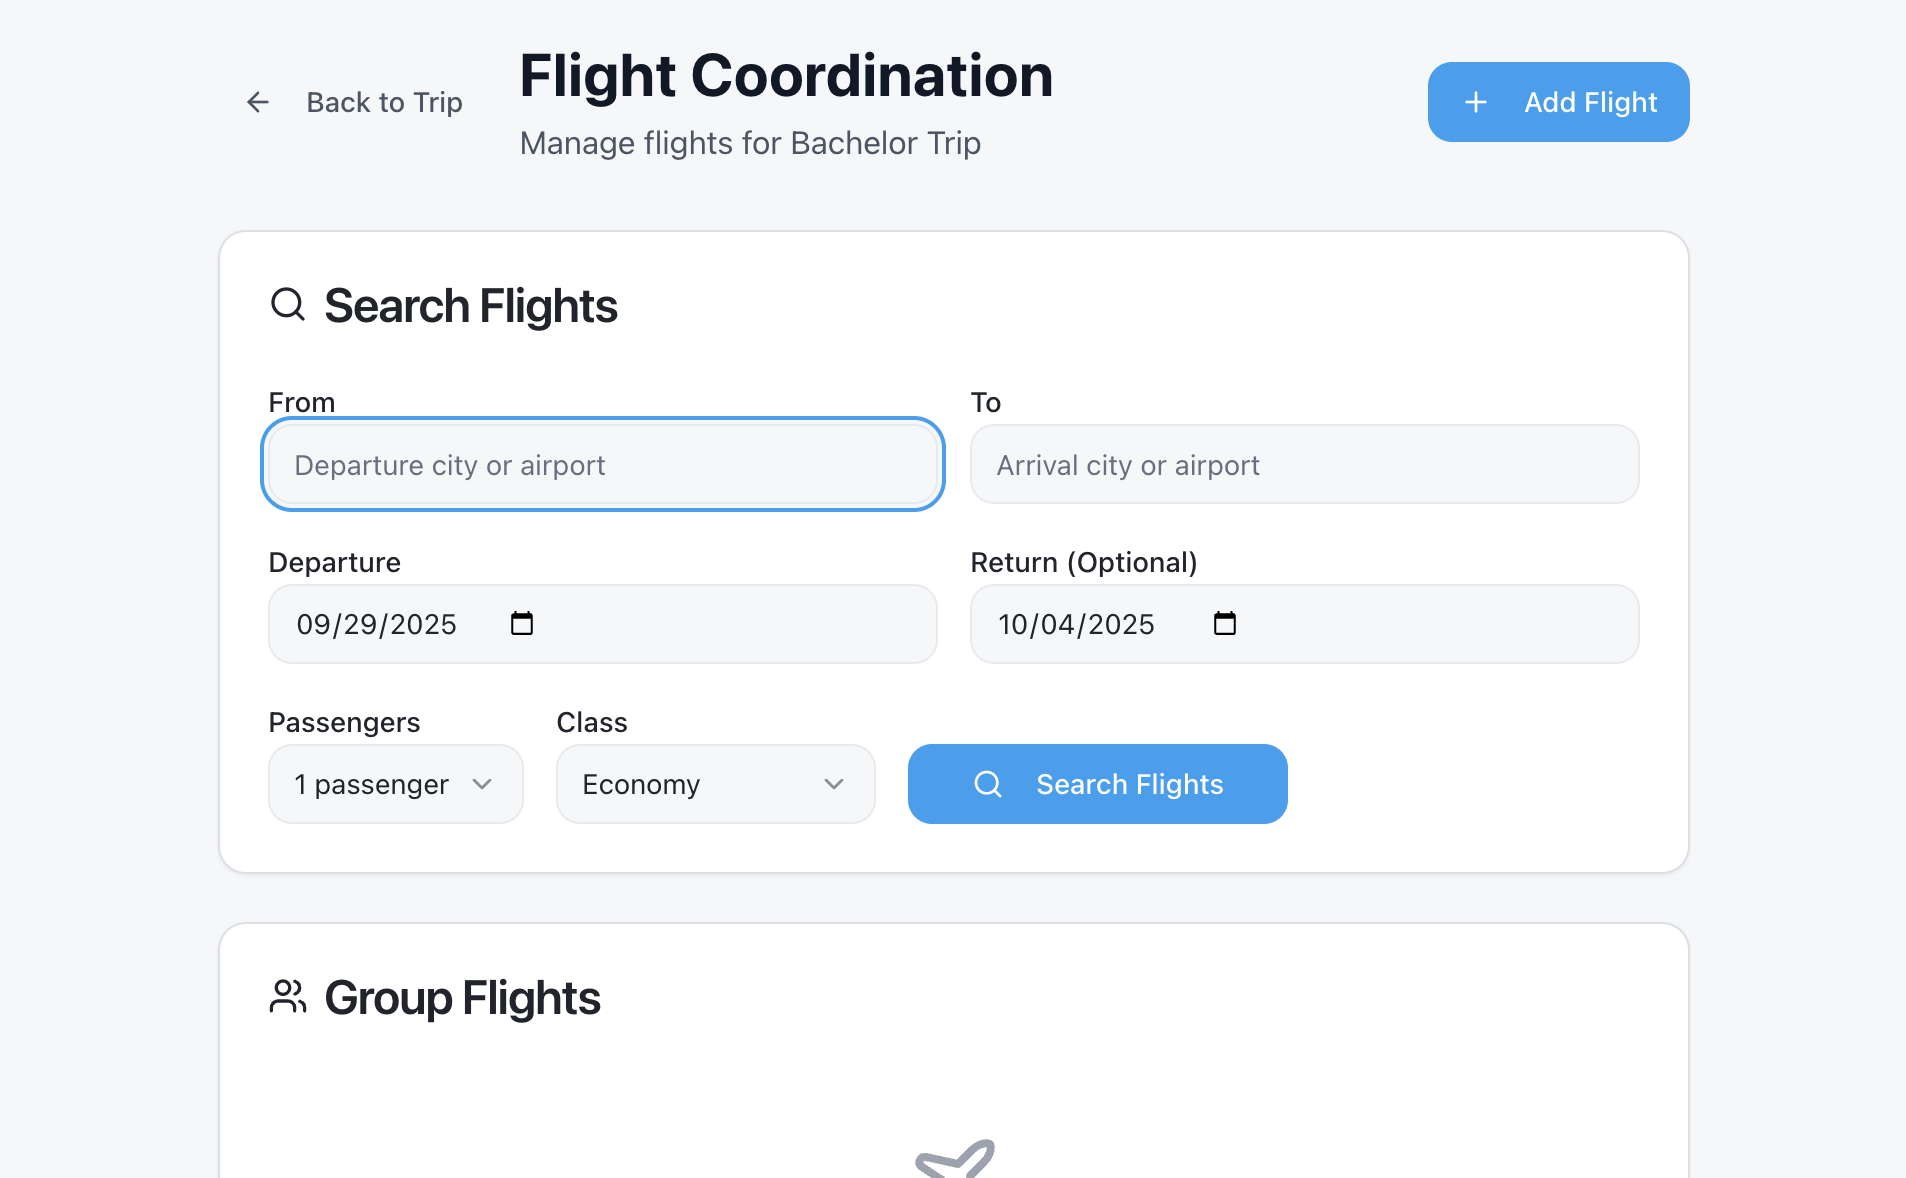 Back to Trip
Flight Coordination
Manage flights for Bachelor Trip
Add Flight
Search Flights
From
To
Departure city or airport
Arrival city or airport
Departure
Return (Optional)
09/29/2025
10/04/2025
Passengers
Class
1 passenger
Economy
Search Flights
Group Flights